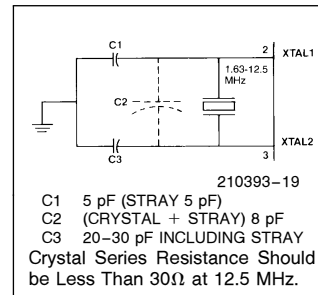 C1
2
XTAL1
1.63-12.5
MHz
C2
XTAL2
3
C3
210393–19
C1 5 pF (STRAY 5 pF)
C2 (CRYSTAL + STRAY) 8 pF
C3 20–30 pF INCLUDING STRAY
Crystal Series Resistance Should
be Less Than 30Ω at 12.5 MHz.